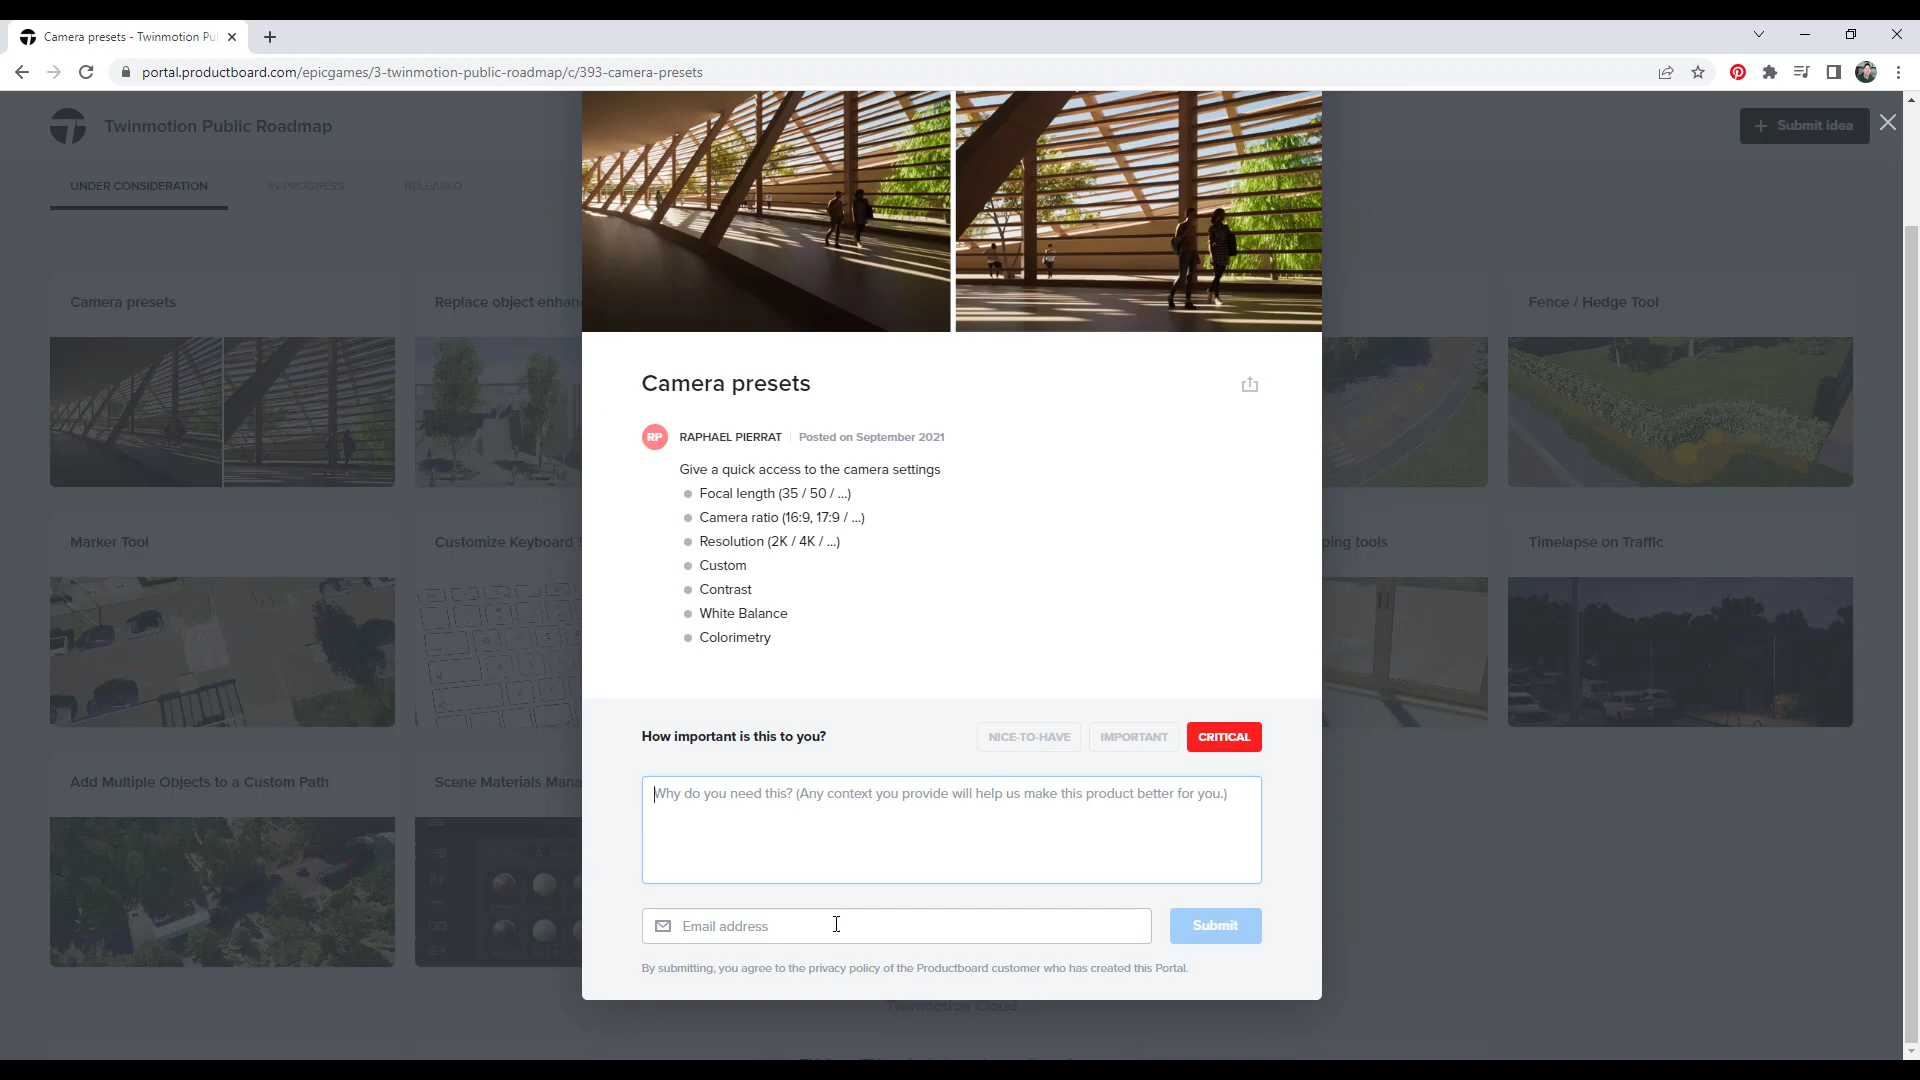 Camera presets - Twinmotion Pu
portal.productboard.com/epicgames/3-twinmotion-public-roadmap/c/393-camera-presets
Twinmotion Public Roadmap
+ Submit idea
UNDER CONSIDERATION
IN PROGRESS
RELEASED
Camera presets
Replace object enhan
Fence / Hedge Tool
Camera presets
RP RAPHAEL PIERRAT Posted on September 2021
Give a quick access to the camera settings
Focal length (35 / 50 / ...)
Camera ratio (16:9, 17:9 / ...)
Resolution (2K / 4K / ...)
Custom
Contrast
White Balance
Colorimetry
Marker Tool
Customize Keyboard S
ping tools
Timelapse on Traffic
How important is this to you?
NICE-TO-HAVE
IMPORTANT
CRITICAL
Add Multiple Objects to a Custom Path
Scene Materials Mana
Why do you need this? (Any context you provide will help us make this product better for you.)
Email address
Submit
By submitting, you agree to the privacy policy of the Productboard customer who has created this Portal.
Twinmotion Cloud